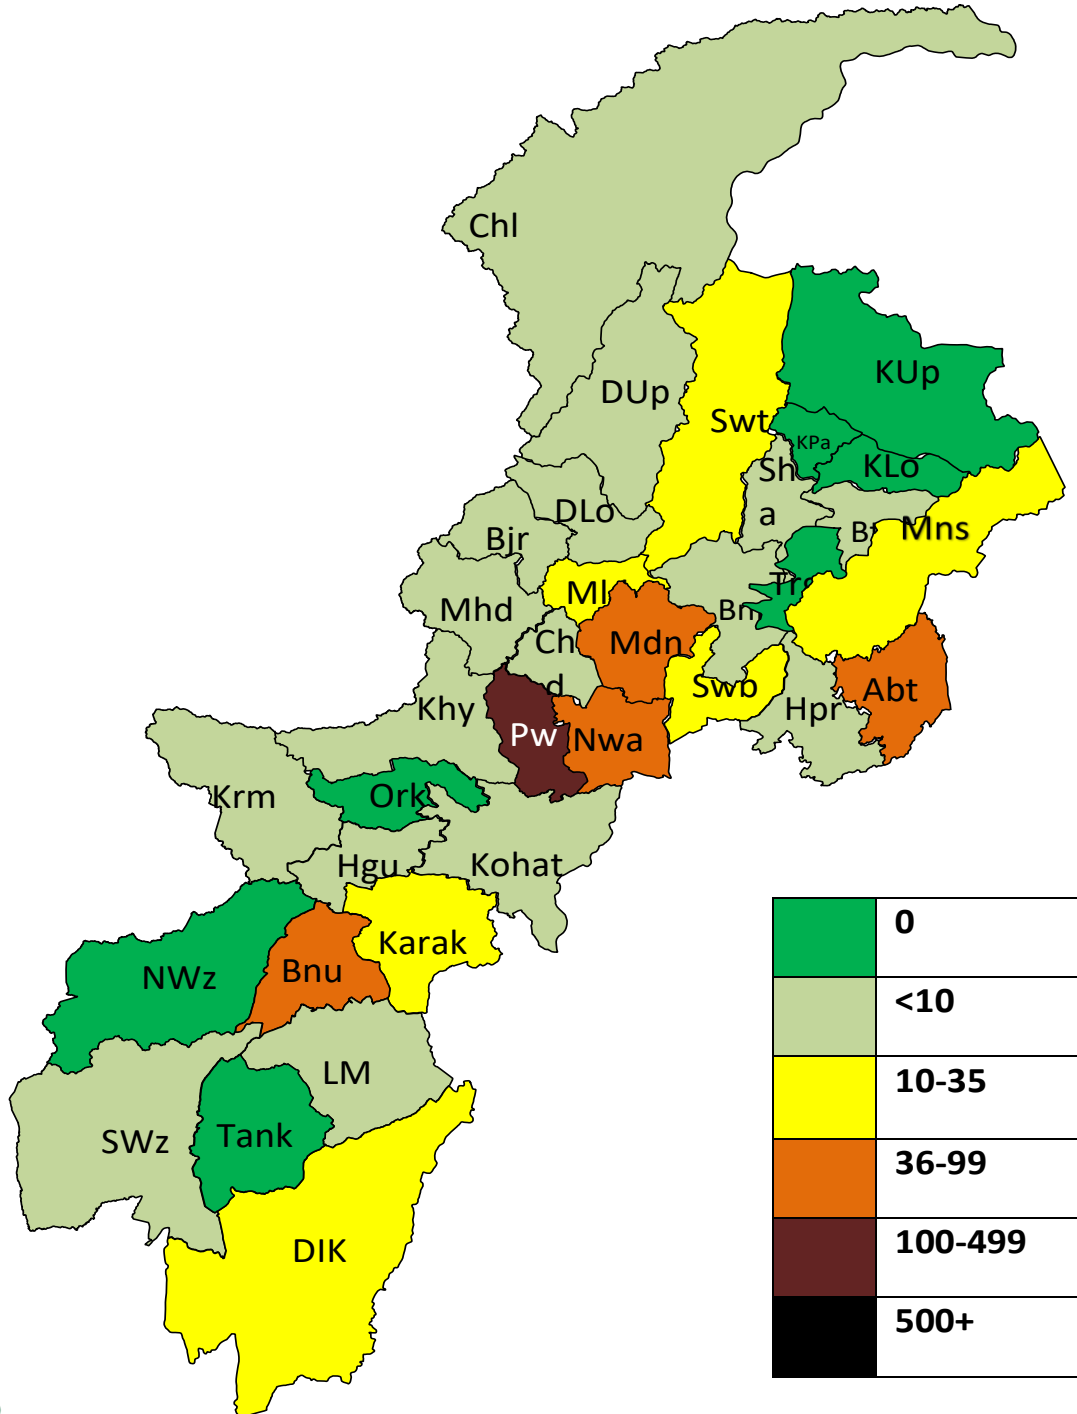 Chl
KUp
DUp
Swt
KPa
Sh
KLo
a
DLo
Mns
Bjr
Ml
Mhd
Ch
Mdn
d
Swb
Abt
Khy
Hpr
Pw
Nwa
Krm
Ork
Hgu
Kohat
Karak
NWz
Bnu
LM
SWz
Tank
DIK
0
<10
10-35
36-99
100-499
500+